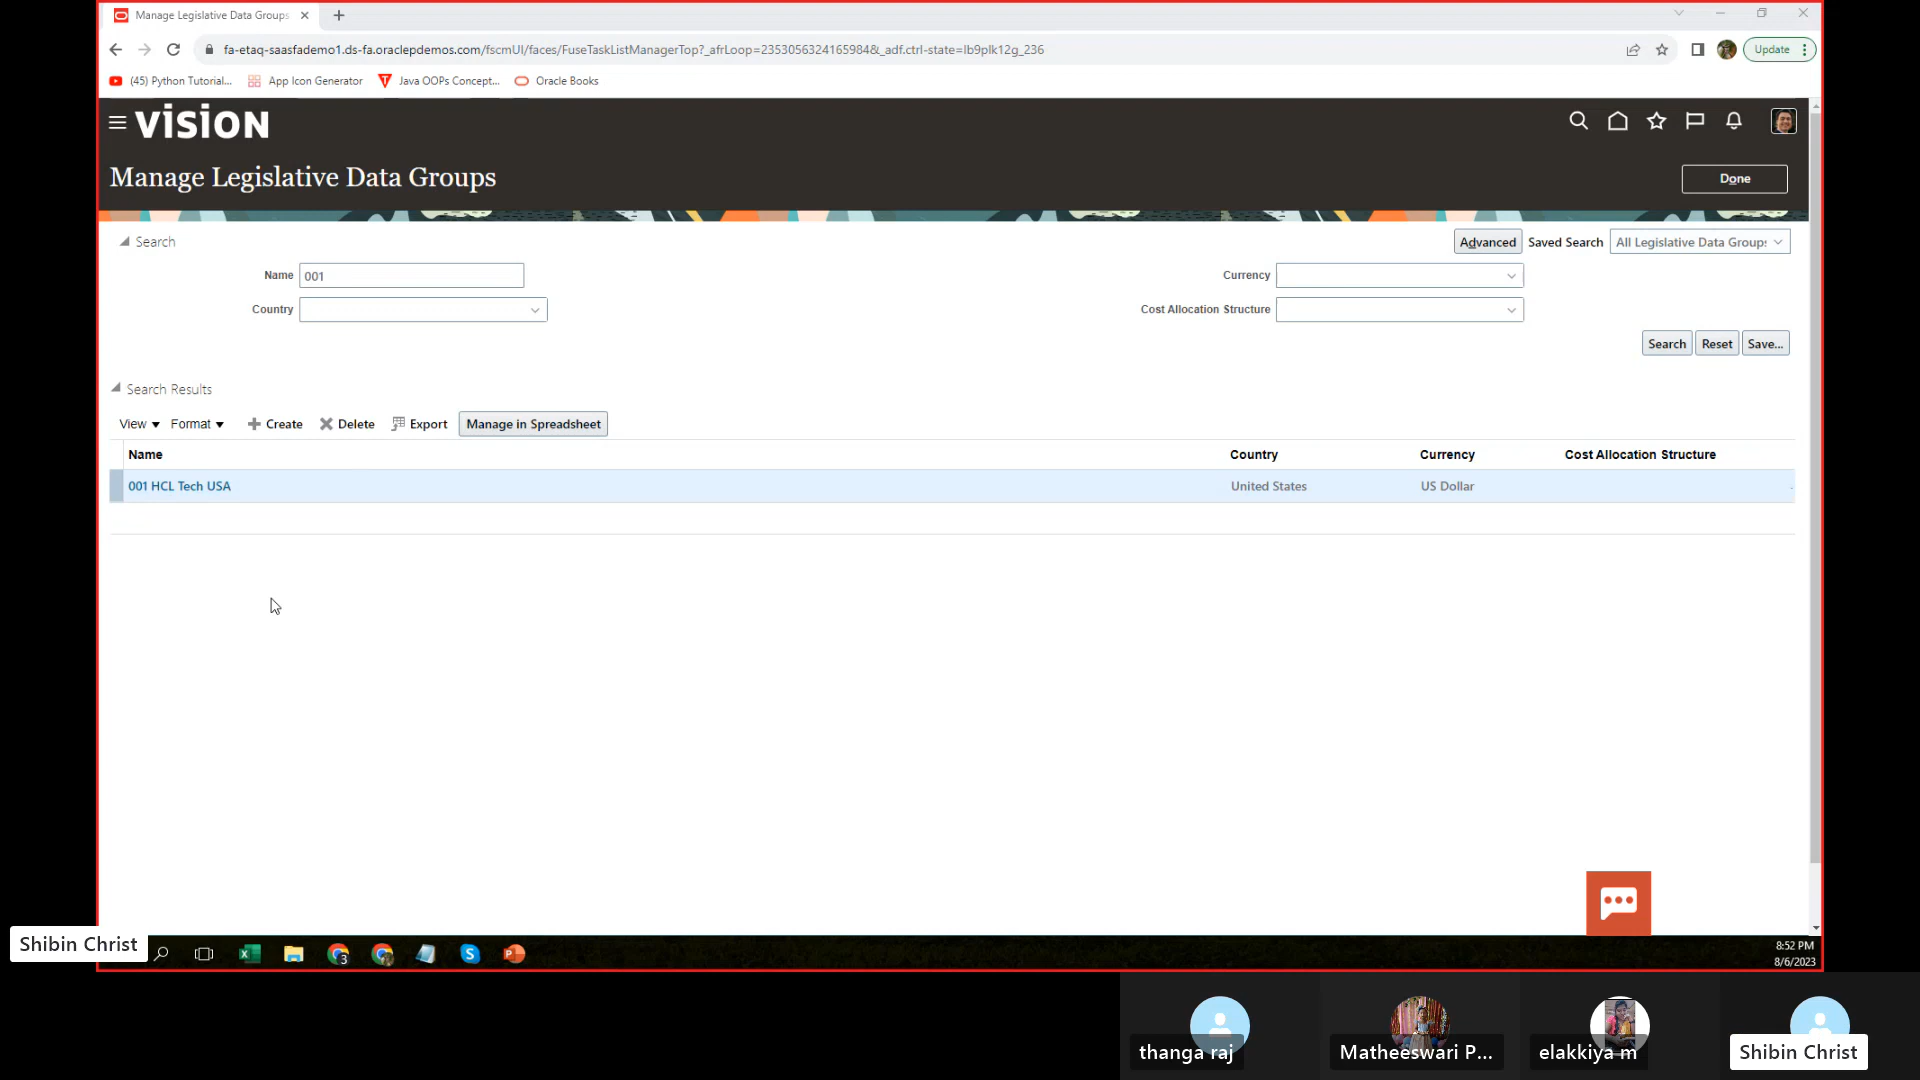 Manage Legislative Data Groups
fa-etaq-saasfademo1.ds-fa.oraclepdemos.com/fscmUI/faces/FuseTaskListManagerTop?_afrLoop=2353056324165984&_adf.ctrl-state=lb9plk12g_236
Update
(45) Python Tutorial...
App Icon Generator
Java OOPs Concept...
Oracle Books
VISION
Manage Legislative Data Groups
Done
Search
Advanced
Saved Search
All Legislative Data Groups
Name 001
Currency
Country
Cost Allocation Structure
Search
Reset
Save...
Search Results
View
Format
Create
Delete
Export
Manage in Spreadsheet
Name Country Currency Cost Allocation Structure
001 HCL Tech USA United States US Dollar
Shibin Christ
3
8:52 PM
8/6/2023
thanga raj
Matheeswari P...
elakkiya m
Shibin Christ